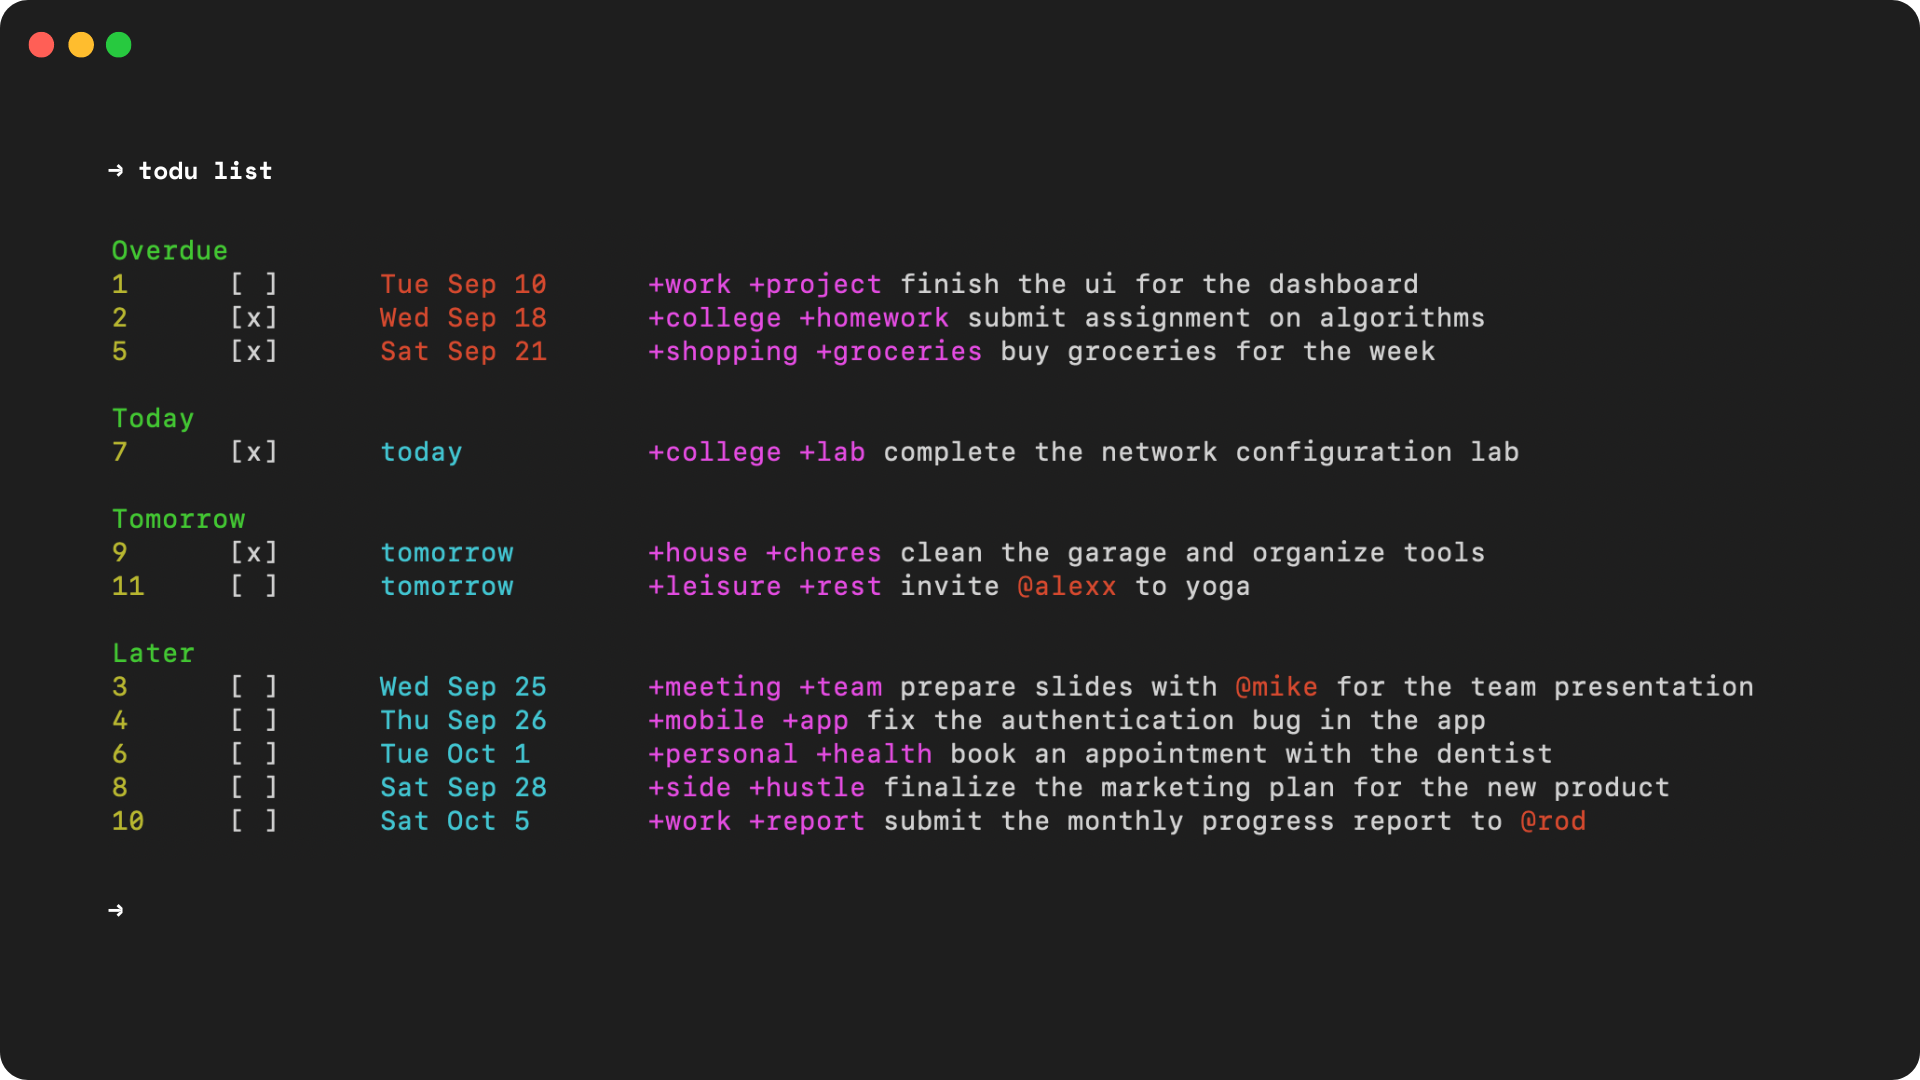 → todu list
Overdue
1 [ ] Tue Sep 10 +work +project finish the ui for the dashboard
2 [x] Wed Sep 18 +college +homework submit assignment on algorithms
5 [x] Sat Sep 21 +shopping +groceries buy groceries for the week
Today
7 [x] today +college +lab complete the network configuration lab
Tomorrow
9 [x] tomorrow +house +chores clean the garage and organize tools
11 [ ] tomorrow +leisure +rest invite @alexx to yoga
Later
3 [ ] Wed Sep 25 +meeting +team prepare slides with @mike for the team presentation
4 [ ] Thu Sep 26 +mobile +app fix the authentication bug in the app
6 [ ] Tue Oct 1 +personal +health book an appointment with the dentist
8 [ ] Sat Sep 28 +side +hustle finalize the marketing plan for the new product
10 [ ] Sat Oct 5 +work +report submit the monthly progress report to @rod
→